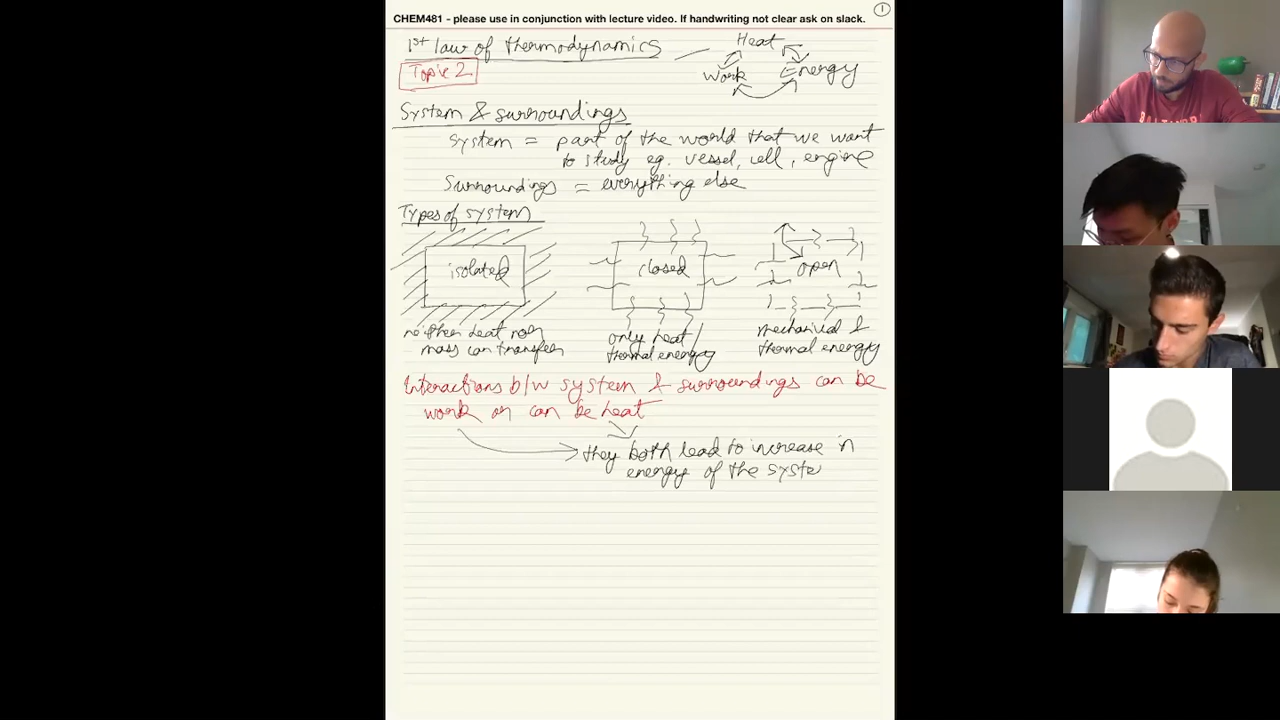 1
CHEM481 - please use in conjunction with lecture video. If handwriting not clear ask on slack.
1st law of thermodynamics
Heat
Work Energy
Topic 2
System & surroundings
System = part of the world that we want
to study eg. vessel, cell, engine
Surroundings = everything else
Types of system
isolated closed open
neither heat nor
mass can transfer
only heat/
thermal energy
mechanical &
thermal energy
Interactions b/w system & surroundings can be
work or can be heat
they both lead to increase in
energy of the syste